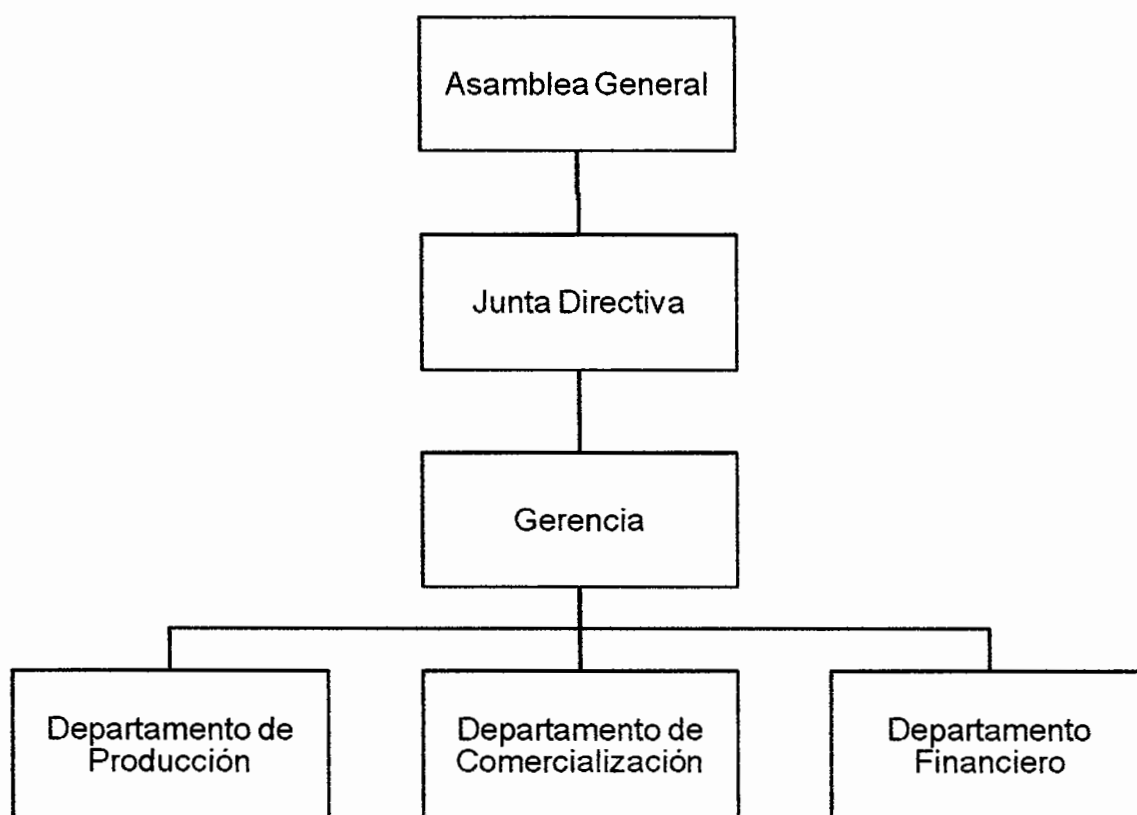 Asamblea General
Junta Directiva
Gerencia
Departamento de
Producción
Departamento de
Comercialización
Departamento
Financiero